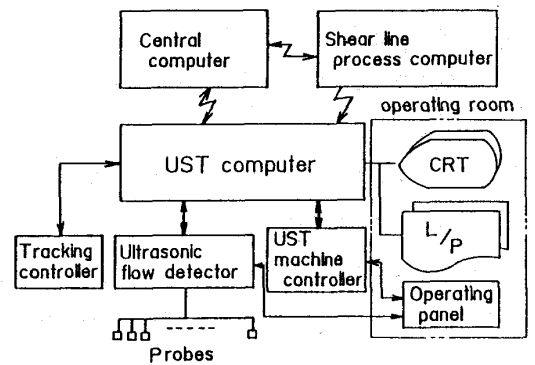 Central
computer
Shear line
process computer
operating room
UST computer
CRT
L/P
Tracking
controller
Ultrasonic
flow detector
UST
machine
controller
Operating
panel
Probes